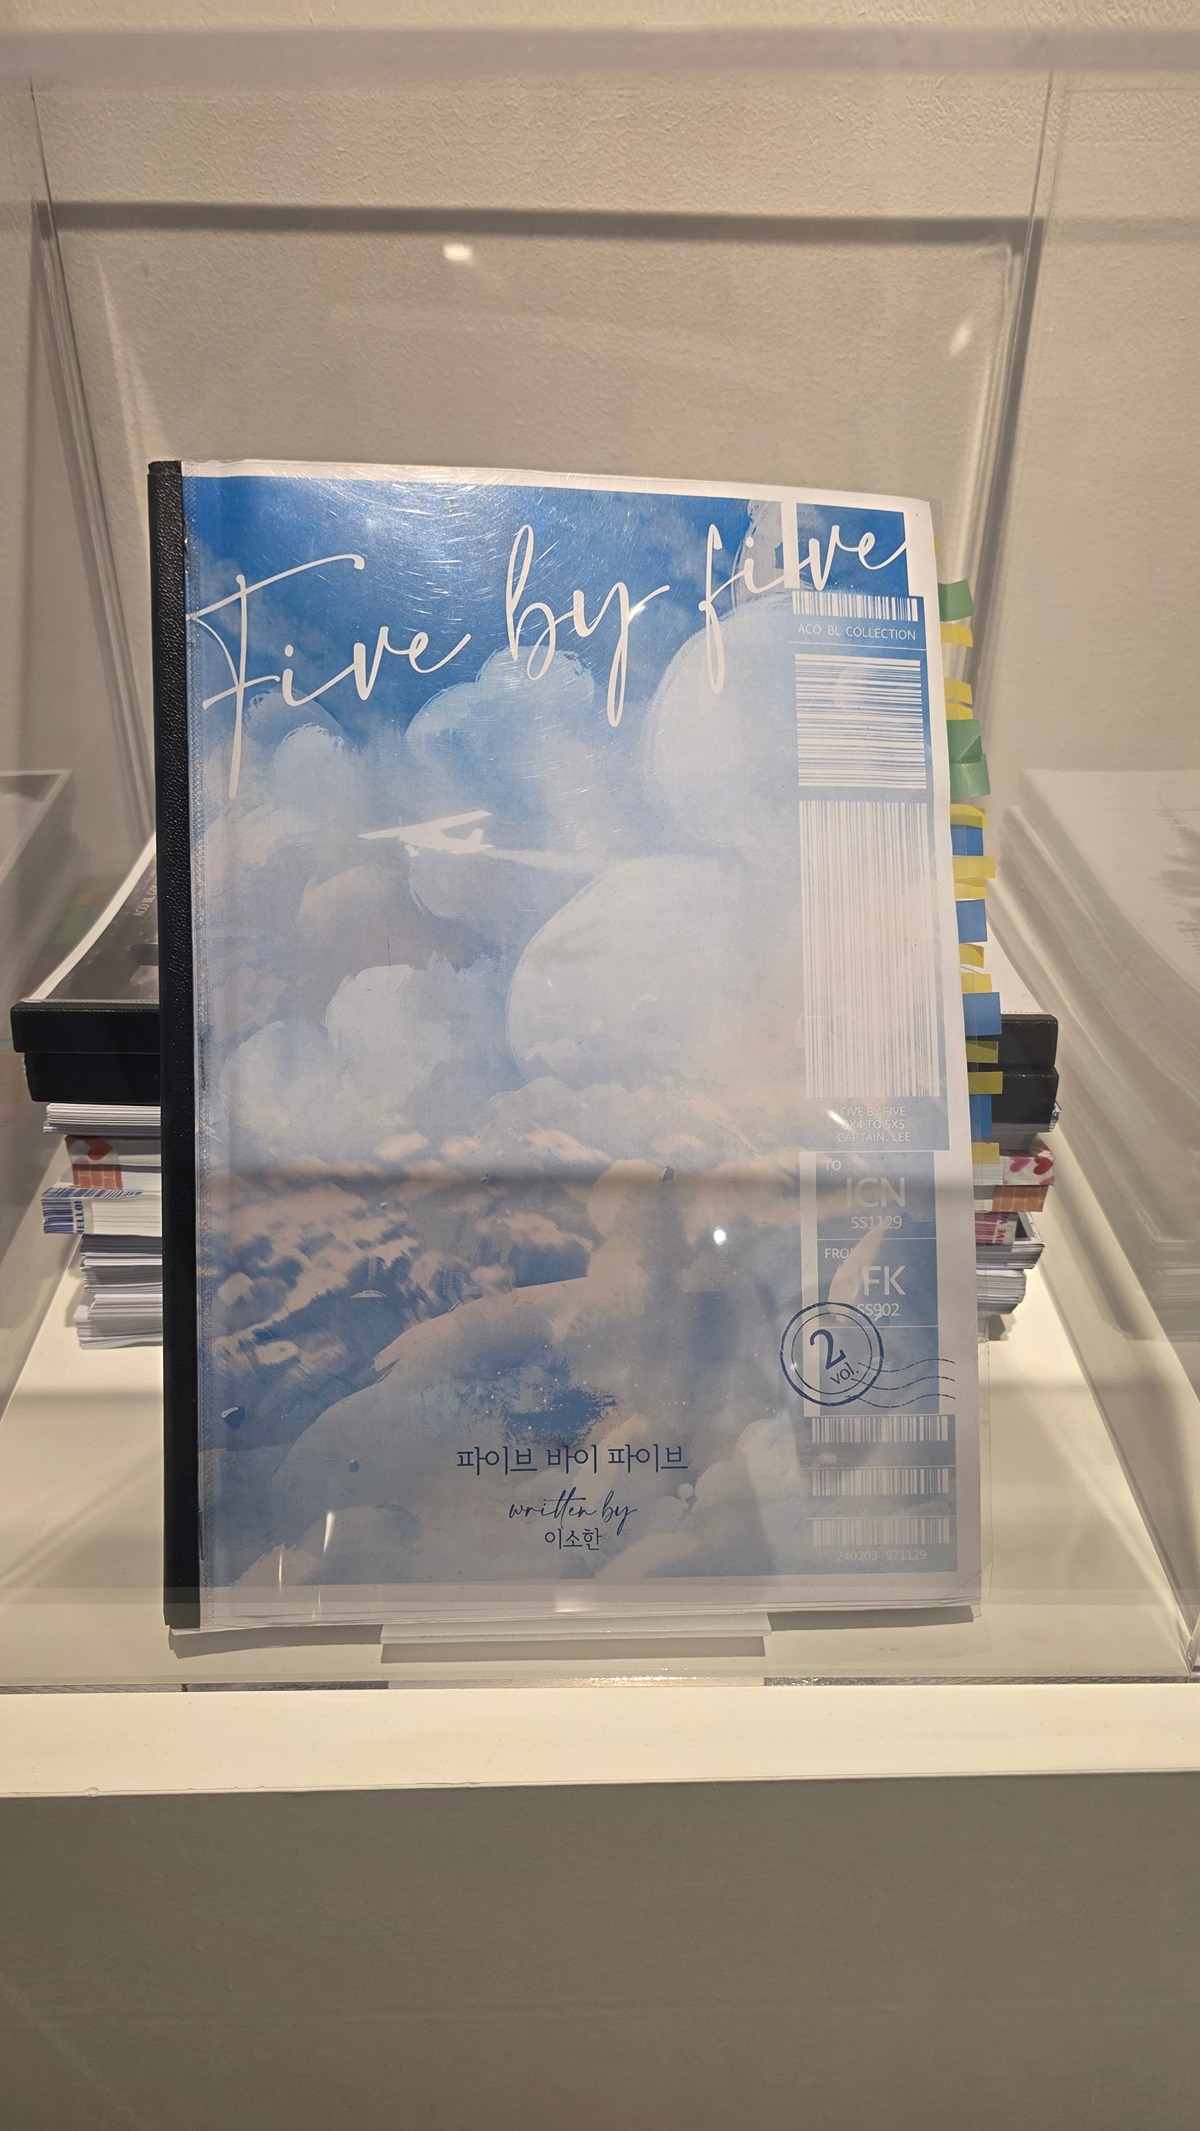 Five by five
ACO BL COLLECTION
FIVE BY FIVE
5X4 TO 5X5
CAPTAIN. LEE
TO
ICN
SS1129
FROM
JFK
SS902
2
vol.
파이브 바이 파이브
written by
이소한
240203 921129